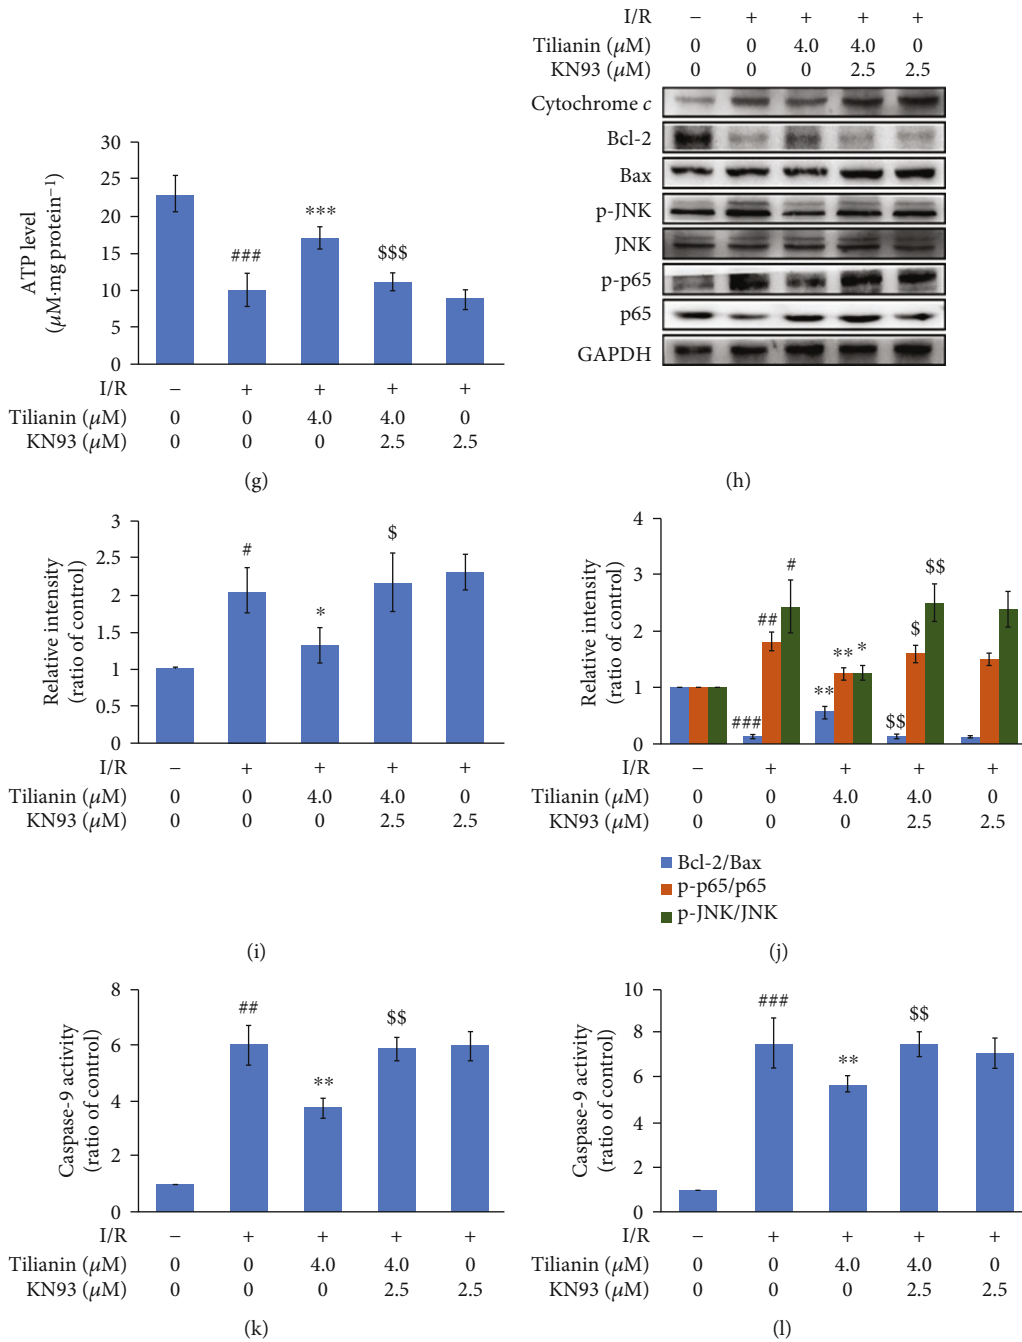 30
25
20
15
10
5
0
ATP level
(μM·mg protein⁻¹)
###
***
$$$
I/R − + + + +
Tilianin (μM) 0 0 4.0 4.0 0
KN93 (μM) 0 0 0 2.5 2.5
(g)
I/R − + + + +
Tilianin (μM) 0 0 4.0 4.0 0
KN93 (μM) 0 0 0 2.5 2.5
Cytochrome c
Bcl-2
Bax
p-JNK
JNK
p-p65
p65
GAPDH
(h)
3
2.5
2
1.5
1
0.5
0
Relative intensity
(ratio of control)
#
*
$
I/R − + + + +
Tilianin (μM) 0 0 4.0 4.0 0
KN93 (μM) 0 0 0 2.5 2.5
(i)
4
3
2
1
0
Relative intensity
(ratio of control)
### ## #
** ** *
$$ $ $$
I/R − + + + +
Tilianin (μM) 0 0 4.0 4.0 0
KN93 (μM) 0 0 0 2.5 2.5
Bcl-2/Bax
p-p65/p65
p-JNK/JNK
(j)
8
6
4
2
0
Caspase-9 activity
(ratio of control)
##
**
$$
I/R − + + + +
Tilianin (μM) 0 0 4.0 4.0 0
KN93 (μM) 0 0 0 2.5 2.5
(k)
10
8
6
4
2
0
Caspase-9 activity
(ratio of control)
###
**
$$
I/R − + + + +
Tilianin (μM) 0 0 4.0 4.0 0
KN93 (μM) 0 0 0 2.5 2.5
(l)